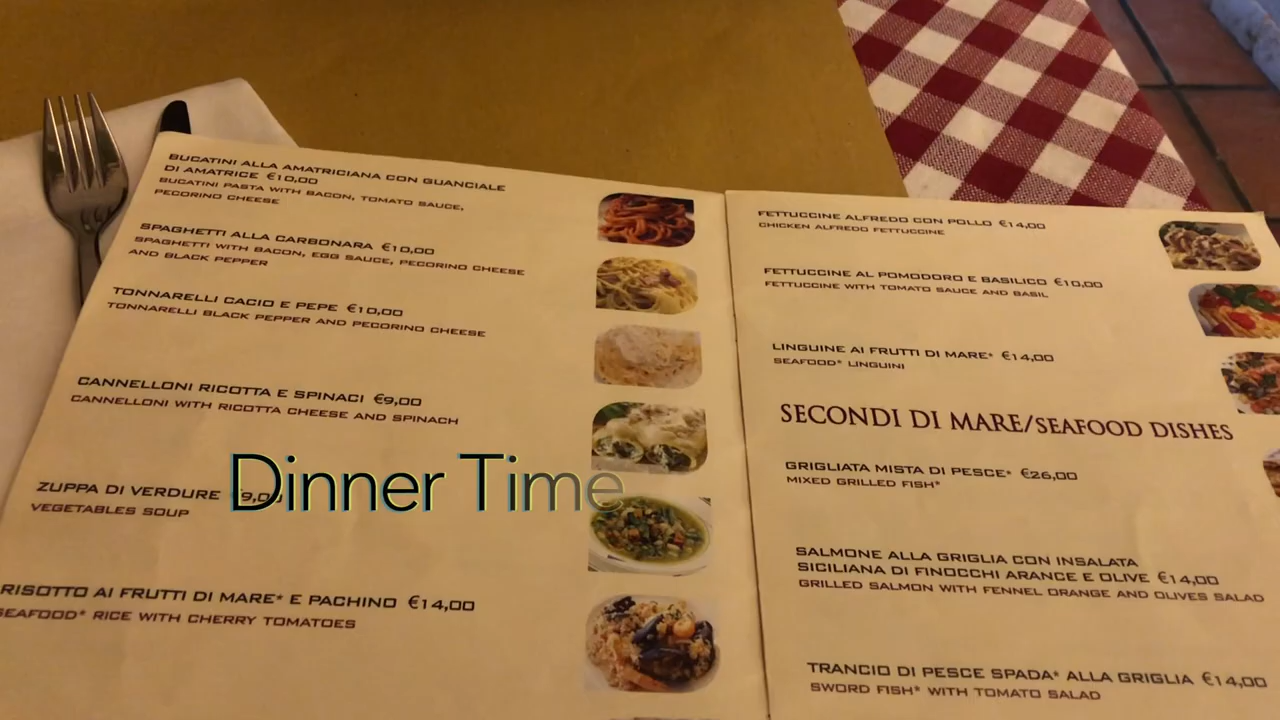 BUCATINI ALLA AMATRICIANA CON GUANCIALE
DI AMATRICE €10,00
BUCATINI PASTA WITH BACON, TOMATO SAUCE,
PECORINO CHEESE
SPAGHETTI ALLA CARBONARA €10,00
SPAGHETTI WITH BACON, EGG SAUCE, PECORINO CHEESE
AND BLACK PEPPER
TONNARELLI CACIO E PEPE €10,00
TONNARELLI BLACK PEPPER AND PECORINO CHEESE
CANNELLONI RICOTTA E SPINACI €9,00
CANNELLONI WITH RICOTTA CHEESE AND SPINACH
ZUPPA DI VERDURE €9,00
VEGETABLES SOUP
Dinner Time
RISOTTO AI FRUTTI DI MARE* E PACHINO €14,00
SEAFOOD* RICE WITH CHERRY TOMATOES
FETTUCCINE ALFREDO CON POLLO €14,00
CHICKEN ALFREDO FETTUCCINE
FETTUCCINE AL POMODORO E BASILICO €10,00
FETTUCCINE WITH TOMATO SAUCE AND BASIL
LINGUINE AI FRUTTI DI MARE* €14,00
SEAFOOD* LINGUINI
SECONDI DI MARE/SEAFOOD DISHES
GRIGLIATA MISTA DI PESCE* €26,00
MIXED GRILLED FISH*
SALMONE ALLA GRIGLIA CON INSALATA
SICILIANA DI FINOCCHI ARANCE E OLIVE €14,00
GRILLED SALMON WITH FENNEL ORANGE AND OLIVES SALAD
TRANCIO DI PESCE SPADA* ALLA GRIGLIA €14,00
SWORD FISH* WITH TOMATO SALAD